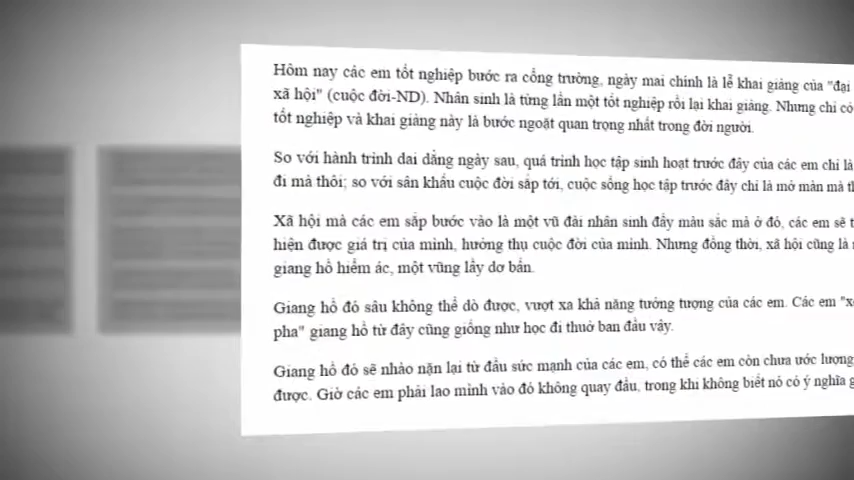 Hôm nay các em tốt nghiệp bước ra cổng trường, ngày mai chính là lễ khai giảng của "đại
xã hội" (cuộc đời-ND). Nhân sinh là từng lần một tốt nghiệp rồi lại khai giảng. Nhưng chỉ có
tốt nghiệp và khai giảng này là bước ngoặt quan trọng nhất trong đời người.
So với hành trình dai dẳng ngày sau, quá trình học tập sinh hoạt trước đây của các em chỉ là
đi mà thôi; so với sân khấu cuộc đời sắp tới, cuộc sống học tập trước đây chỉ là mở màn mà
Xã hội mà các em sắp bước vào là một vũ đài nhân sinh đầy màu sắc mà ở đó, các em sẽ
hiện được giá trị của mình, hưởng thụ cuộc đời của mình. Nhưng đồng thời, xã hội cũng là
giang hồ hiểm ác, một vũng lầy dơ bẩn.
Giang hồ đó sâu không thể dò được, vượt xa khả năng tưởng tượng của các em. Các em
pha" giang hồ từ đây cũng giống như học đi thuở ban đầu vậy.
Giang hồ đó sẽ nhào nặn lại từ đầu sức mạnh của các em, có thể các em còn chưa ước lượng
được. Giờ các em phải lao mình vào đó không quay đầu, trong khi không biết nó có ý nghĩa